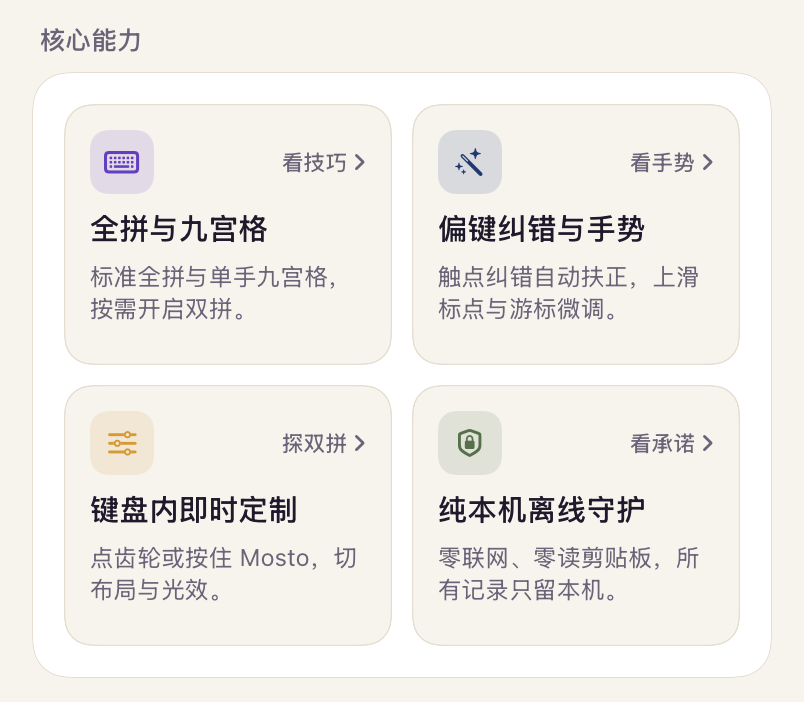 核心能力
看技巧
全拼与九宫格
标准全拼与单手九宫格，
按需开启双拼。
看手势
偏键纠错与手势
触点纠错自动扶正，上滑
标点与游标微调。
探双拼
键盘内即时定制
点齿轮或按住 Mosto，切
布局与光效。
看承诺
纯本机离线守护
零联网、零读剪贴板，所
有记录只留本机。